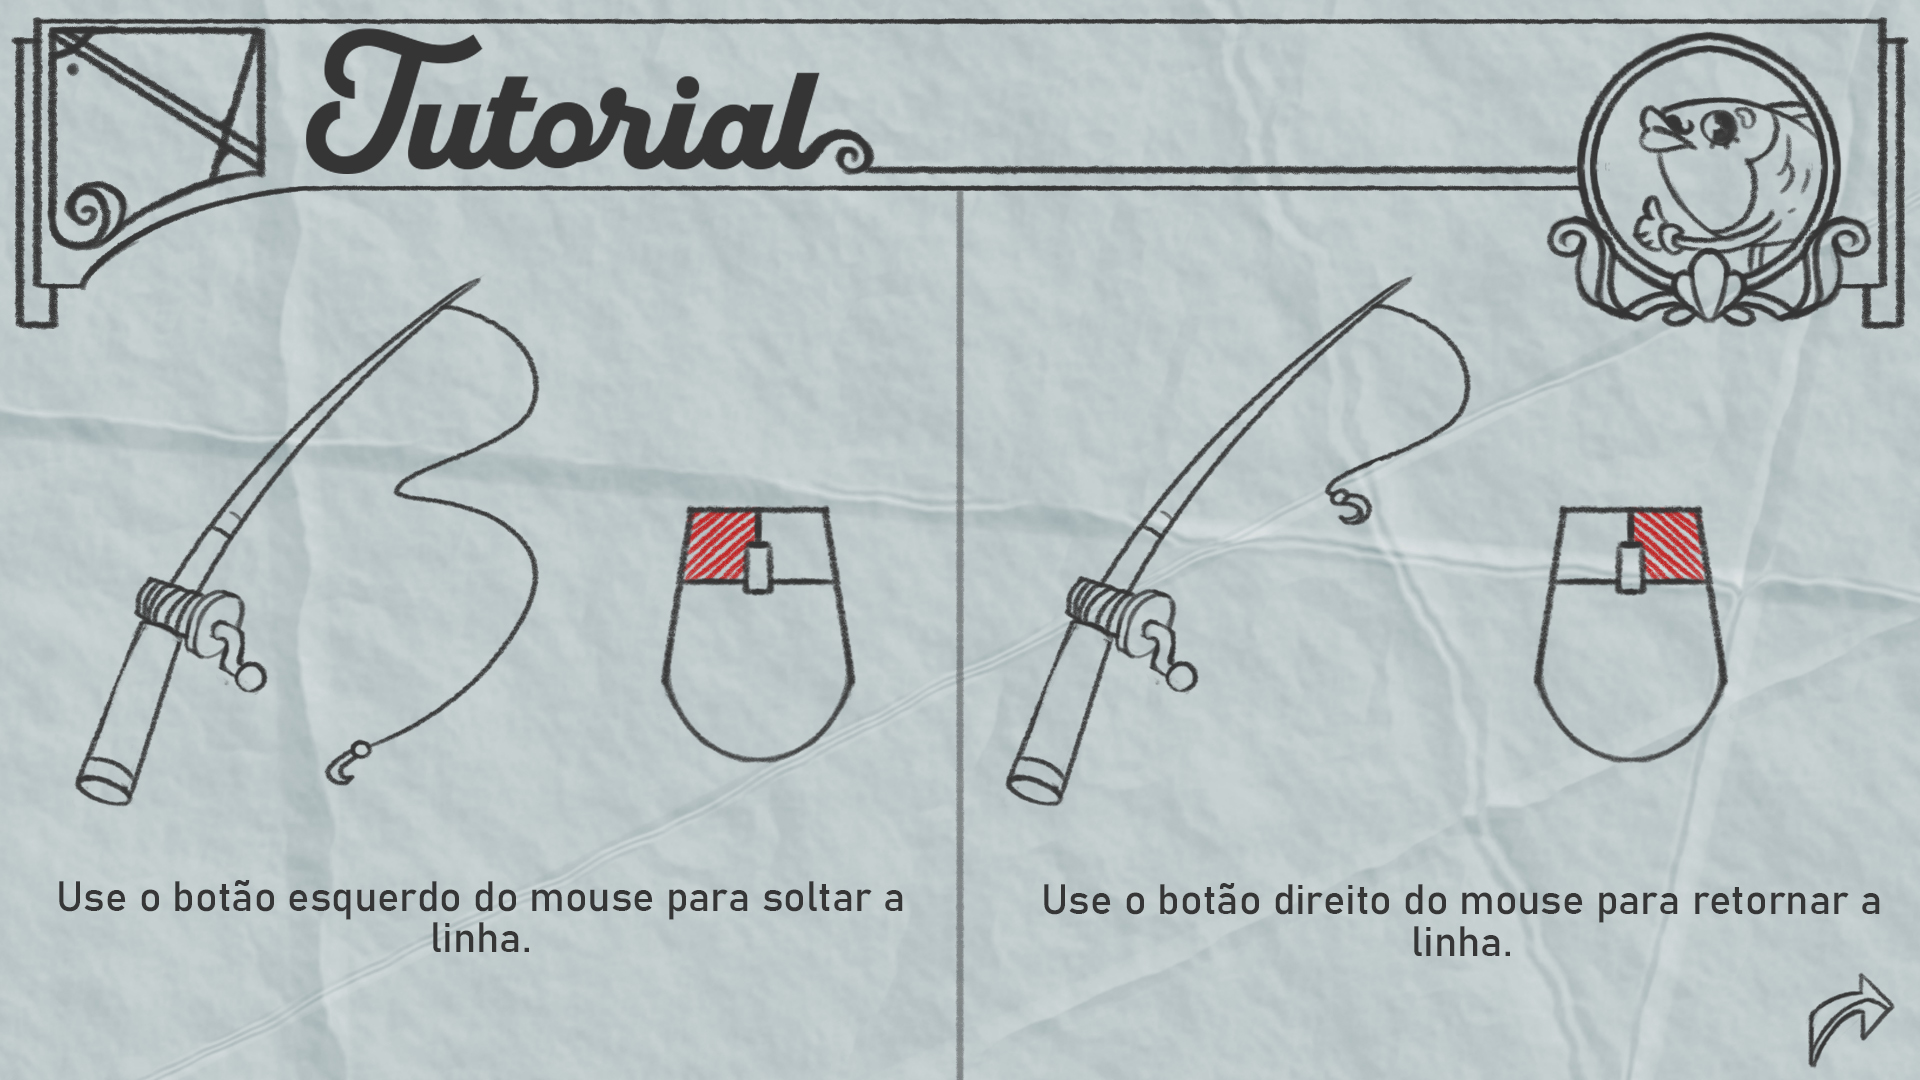 Tutorial
Use o botão esquerdo do mouse para soltar a
linha.
Use o botão direito do mouse para retornar a
linha.